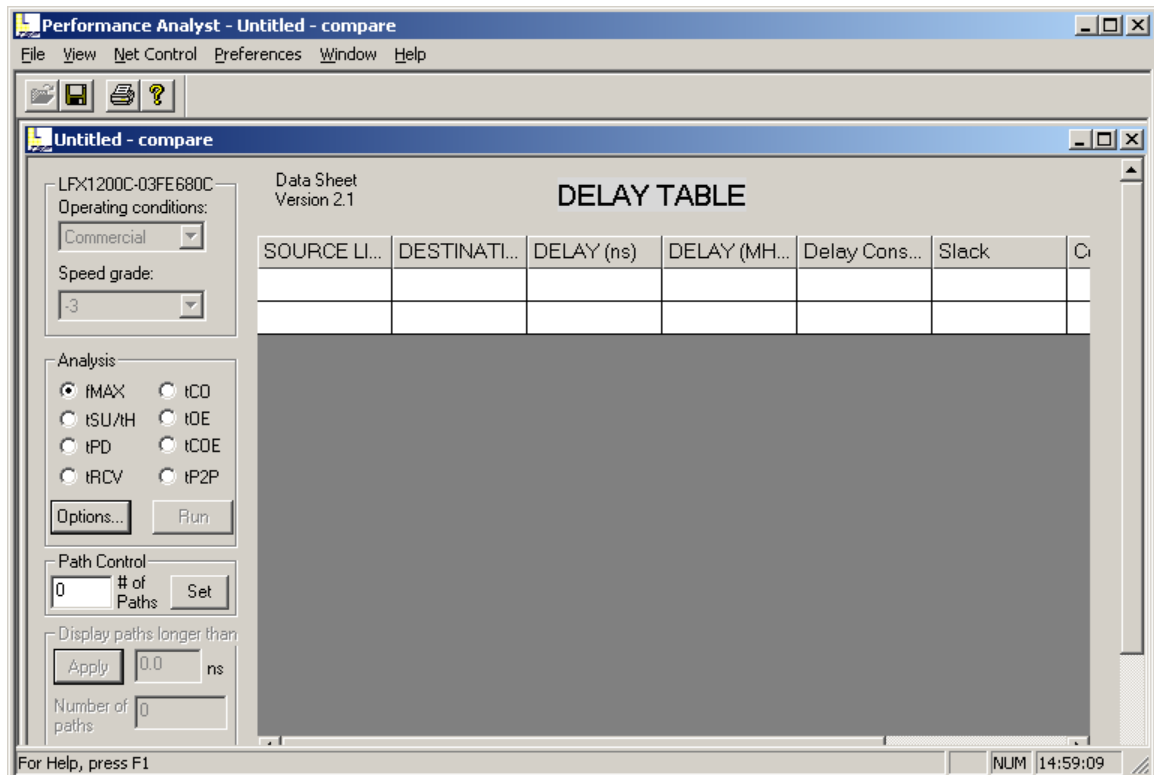 Performance Analyst - Untitled - compare
File View Net Control Preferences Window Help
Untitled - compare
LFX1200C-03FE680C
Operating conditions:
Commercial
Speed grade:
-3
Data Sheet
Version 2.1
DELAY TABLE
SOURCE LI... DESTINATI... DELAY (ns) DELAY (MH... Delay Cons... Slack
Analysis
fMAX tCO
tSU/tH tOE
tPD tCOE
tRCV tP2P
Options... Run
Path Control
0 # of Paths Set
Display paths longer than
Apply 0.0 ns
Number of paths 0
For Help, press F1 NUM 14:59:09